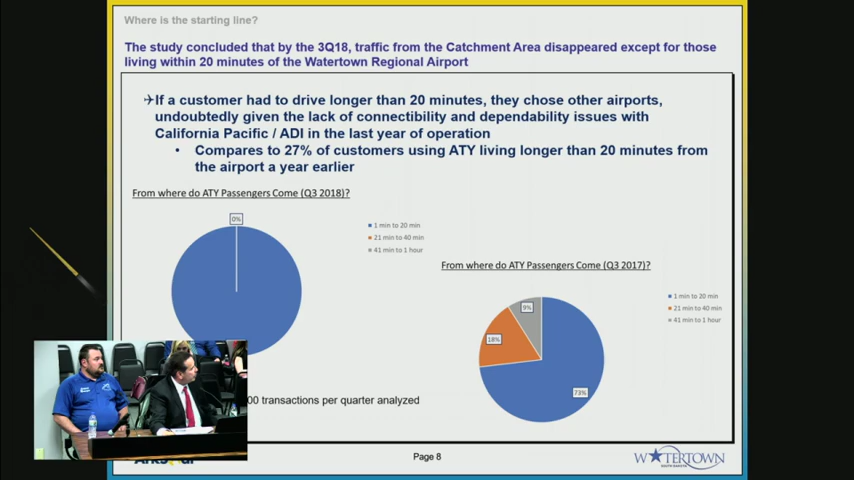 Where is the starting line?
The study concluded that by the 3Q18, traffic from the Catchment Area disappeared except for those
living within 20 minutes of the Watertown Regional Airport
If a customer had to drive longer than 20 minutes, they chose other airports,
undoubtedly given the lack of connectibility and dependability issues with
California Pacific / ADI in the last year of operation
• Compares to 27% of customers using ATY living longer than 20 minutes from
the airport a year earlier
From where do ATY Passengers Come (Q3 2018)?
0%
1 min to 20 min
21 min to 40 min
41 min to 1 hour
From where do ATY Passengers Come (Q3 2017)?
1 min to 20 min
21 min to 40 min
41 min to 1 hour
9%
18%
73%
00 transactions per quarter analyzed
Page 8
WATERTOWN
SOUTH DAKOTA